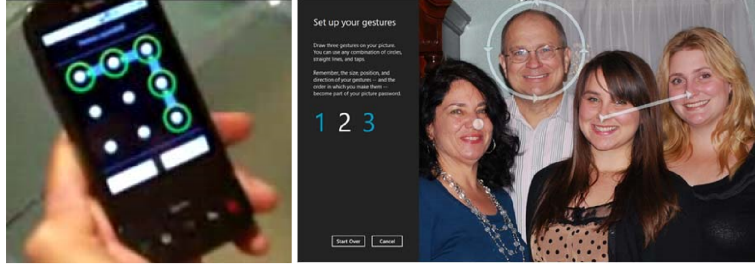 Set up your gestures
Draw three gestures on your picture.
You can use any combination of circles,
straight lines, and taps.
Remember, the size, position, and
direction of your gestures -- and the
order in which you make them --
become part of your picture password.
1 2 3
Start Over Cancel